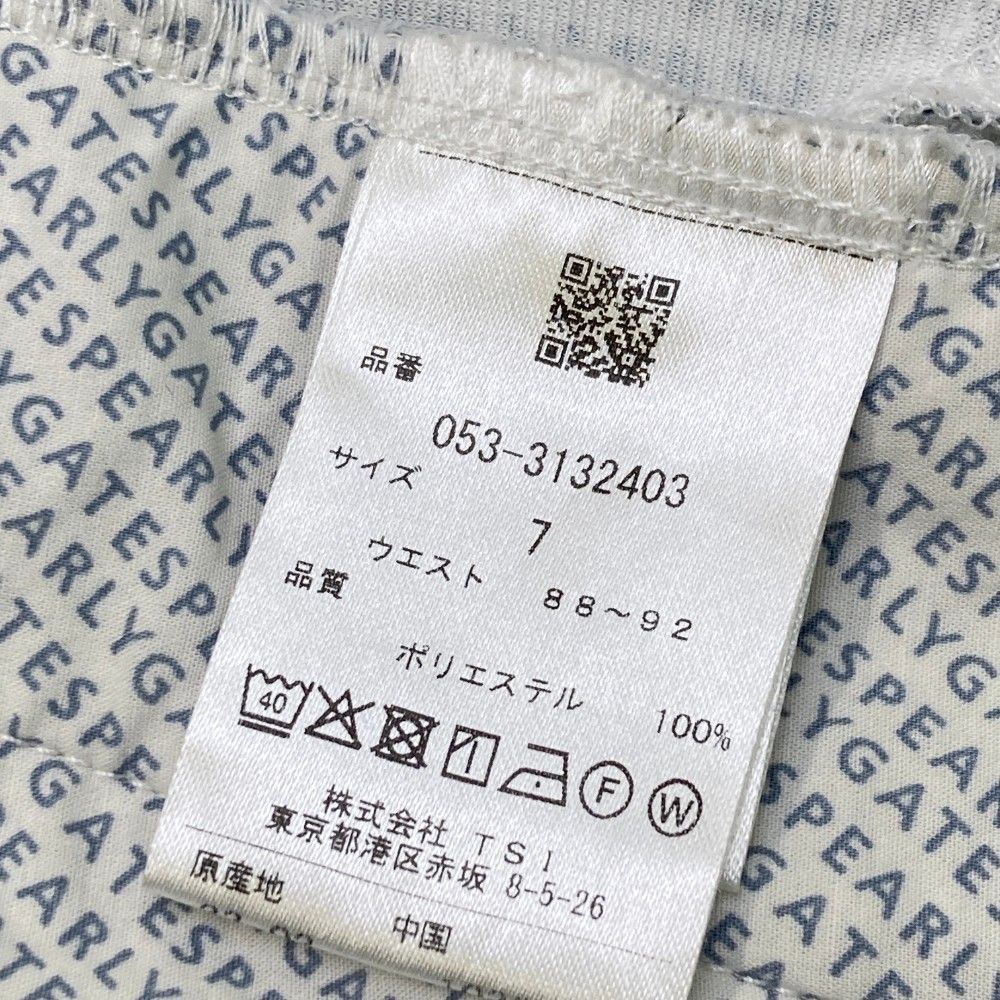 品番
053-3132403
サイズ
7
ウエスト 88～92
品質
ポリエステル 100%
40
F
W
株式会社 TSI
東京都港区赤坂 8-5-26
原産地
中国
PEARLYGATES